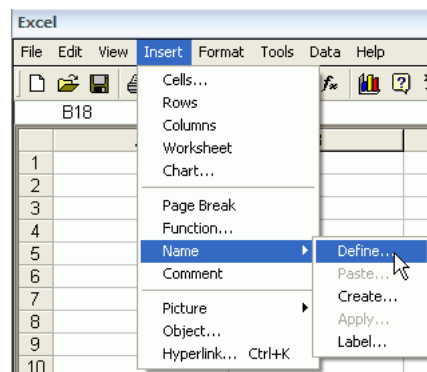 Excel
File Edit View Insert Format Tools Data Help
B18
Cells...
Rows
Columns
Worksheet
Chart...
Page Break
Function...
Name
Comment
Picture
Object...
Hyperlink... Ctrl+K
Define...
Paste...
Create...
Apply...
Label...
1
2
3
4
5
6
7
8
9
10